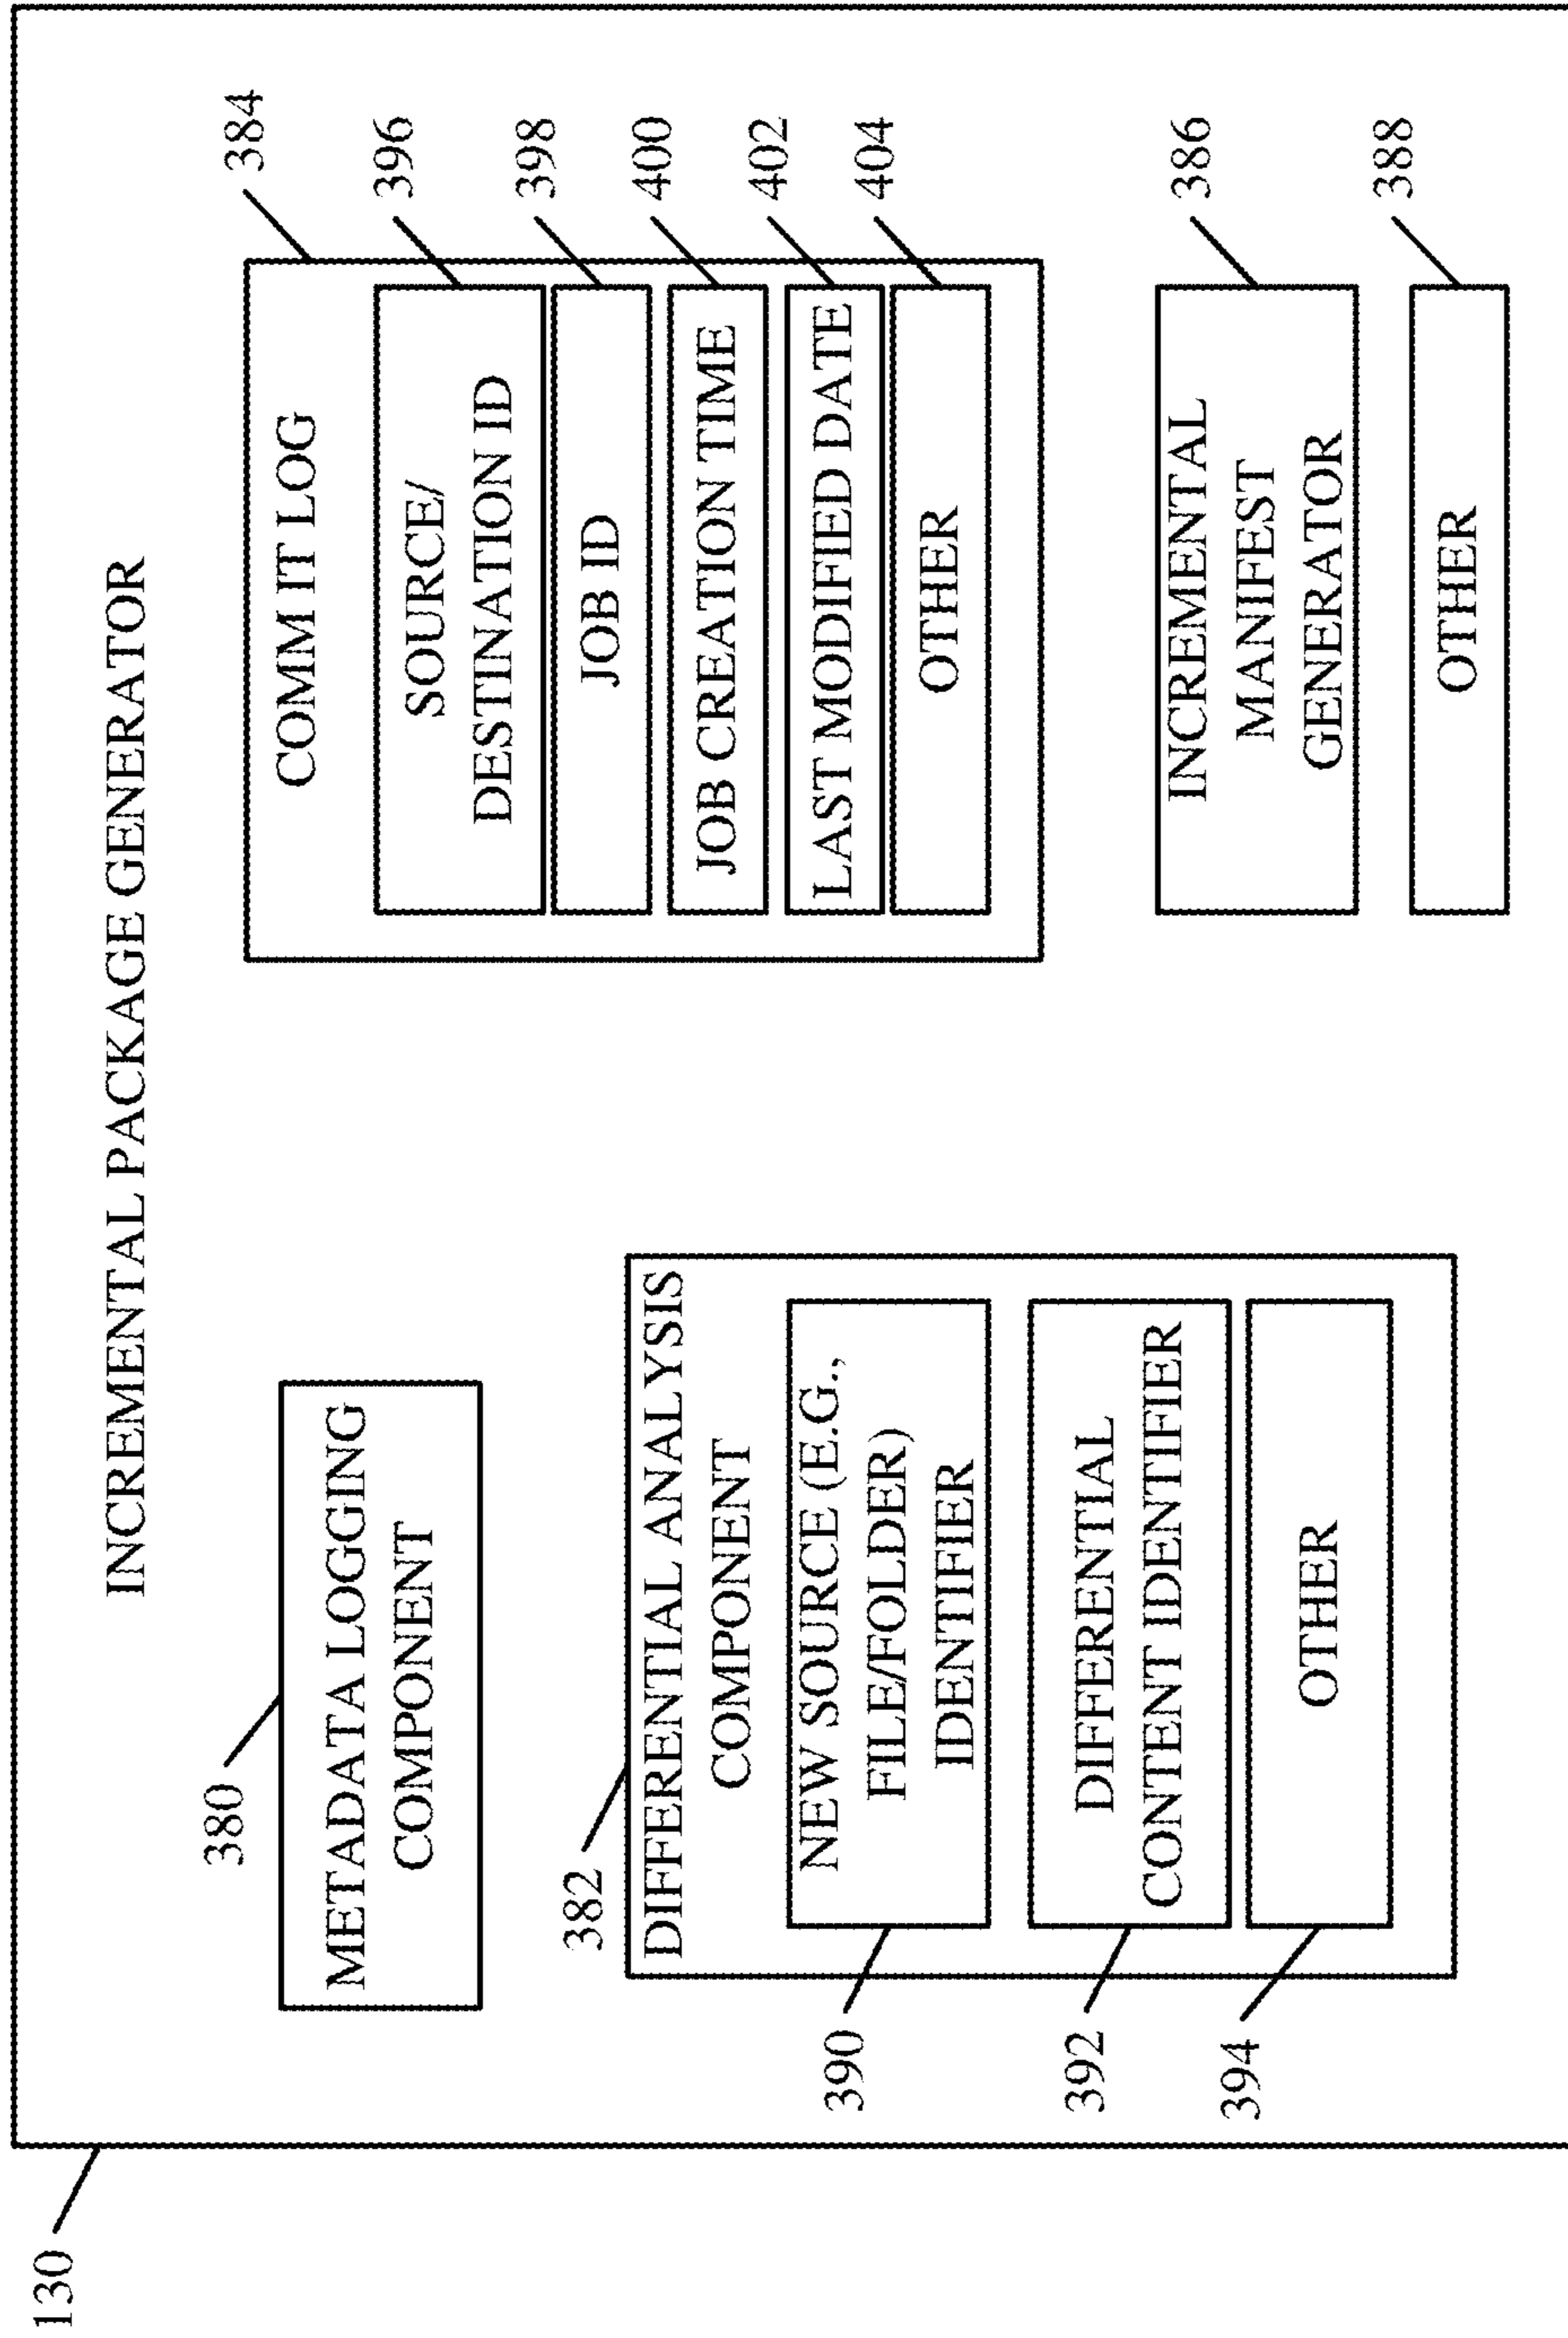 130
INCREMENTAL PACKAGE GENERATOR
380
METADATA LOGGING
COMPONENT
382
DIFFERENTIAL ANALYSIS
COMPONENT
390
NEW SOURCE (E.G.,
FILE/FOLDER)
IDENTIFIER
392
DIFFERENTIAL
CONTENT IDENTIFIER
394
OTHER
384
COMM IT LOG
396
SOURCE/
DESTINATION ID
398
JOB ID
400
JOB CREATION TIME
402
LAST MODIFIED DATE
404
OTHER
386
INCREMENTAL
MANIFEST
GENERATOR
388
OTHER